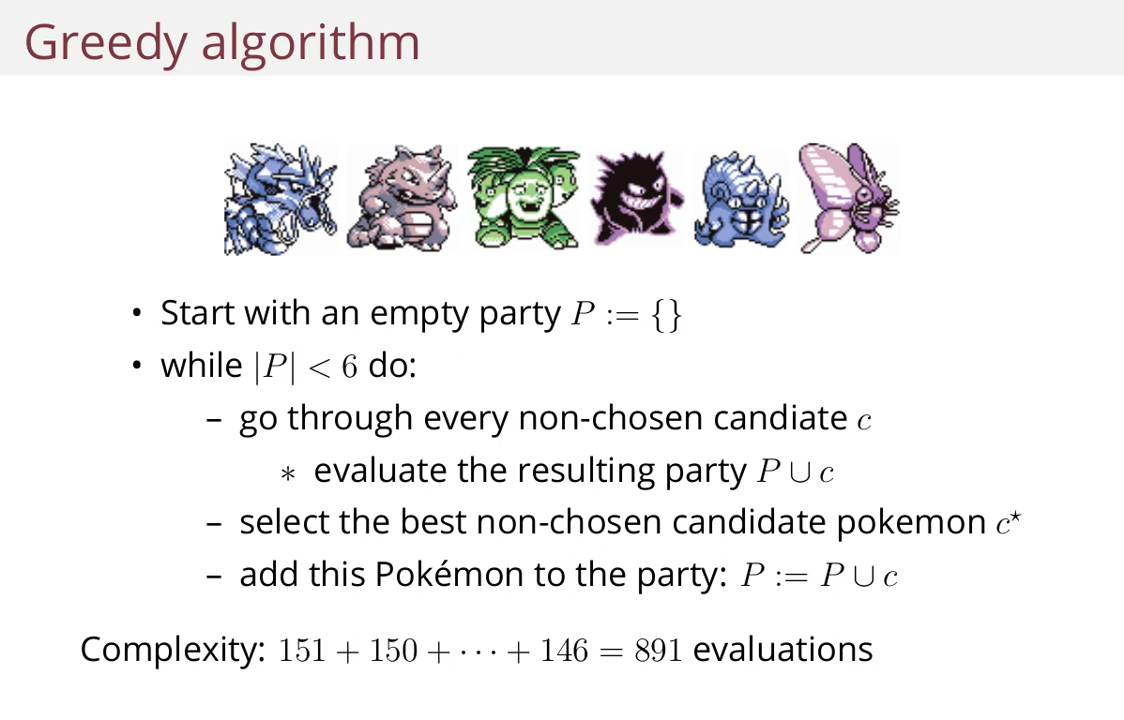 Greedy algorithm
• Start with an empty party P := {}
• while |P| < 6 do:
– go through every non-chosen candiate c
∗ evaluate the resulting party P ∪ c
– select the best non-chosen candidate pokemon c⋆
– add this Pokémon to the party: P := P ∪ c
Complexity: 151 + 150 + ··· + 146 = 891 evaluations